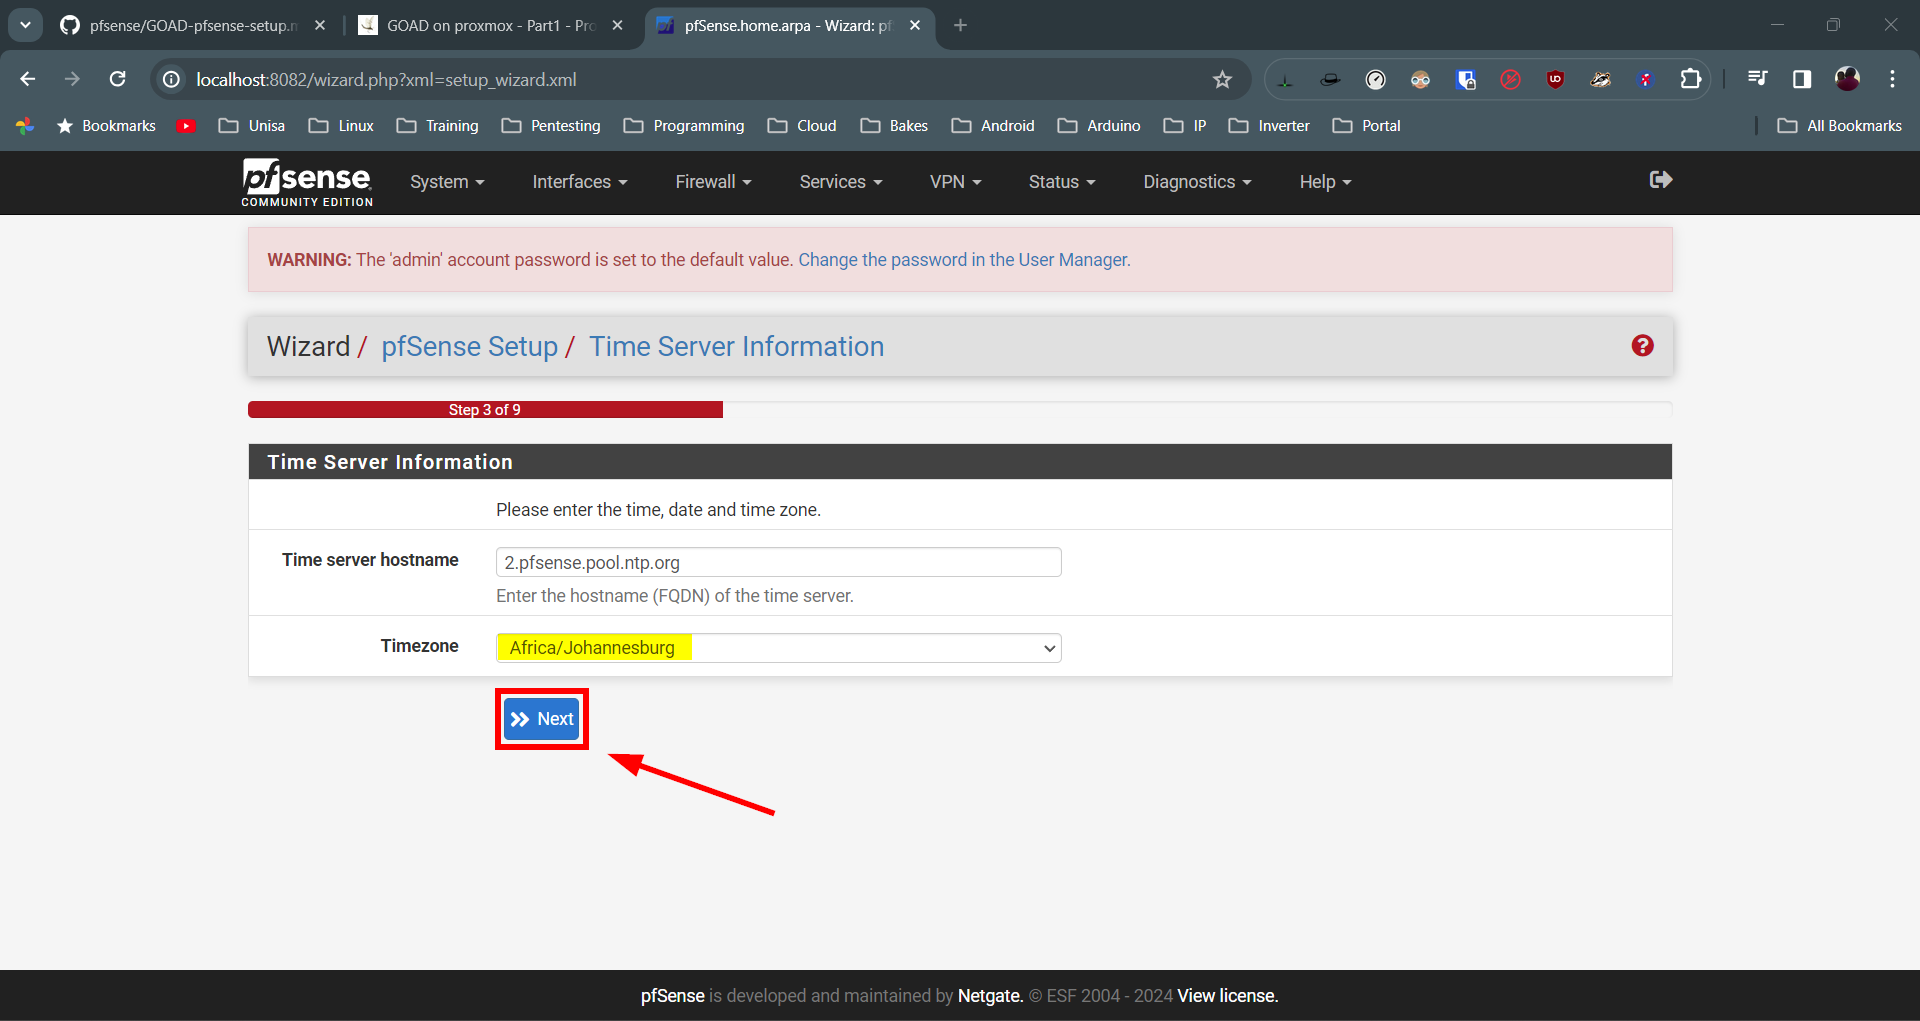 pfsense/GOAD-pfsense-setup.m
GOAD on proxmox - Part1 - Pro
pfSense.home.arpa - Wizard: pf
localhost:8082/wizard.php?xml=setup_wizard.xml
Bookmarks Unisa Linux Training Pentesting Programming Cloud Bakes Android Arduino IP Inverter Portal All Bookmarks
pfsense
COMMUNITY EDITION
System Interfaces Firewall Services VPN Status Diagnostics Help
WARNING: The 'admin' account password is set to the default value. Change the password in the User Manager.
Wizard / pfSense Setup / Time Server Information
Step 3 of 9
Time Server Information
Please enter the time, date and time zone.
Time server hostname 2.pfsense.pool.ntp.org
Enter the hostname (FQDN) of the time server.
Timezone Africa/Johannesburg
Next
pfSense is developed and maintained by Netgate. © ESF 2004 - 2024 View license.